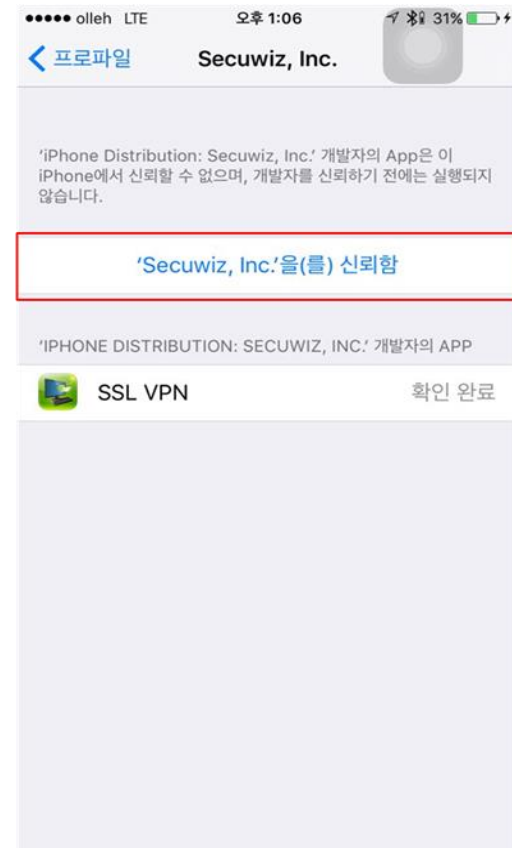 olleh LTE 오후 1:06 31%
프로파일 Secuwiz, Inc.
'iPhone Distribution: Secuwiz, Inc.' 개발자의 App은 이
iPhone에서 신뢰할 수 없으며, 개발자를 신뢰하기 전에는 실행되지
않습니다.
'Secuwiz, Inc.'을(를) 신뢰함
'IPHONE DISTRIBUTION: SECUWIZ, INC.' 개발자의 APP
SSL VPN 확인 완료